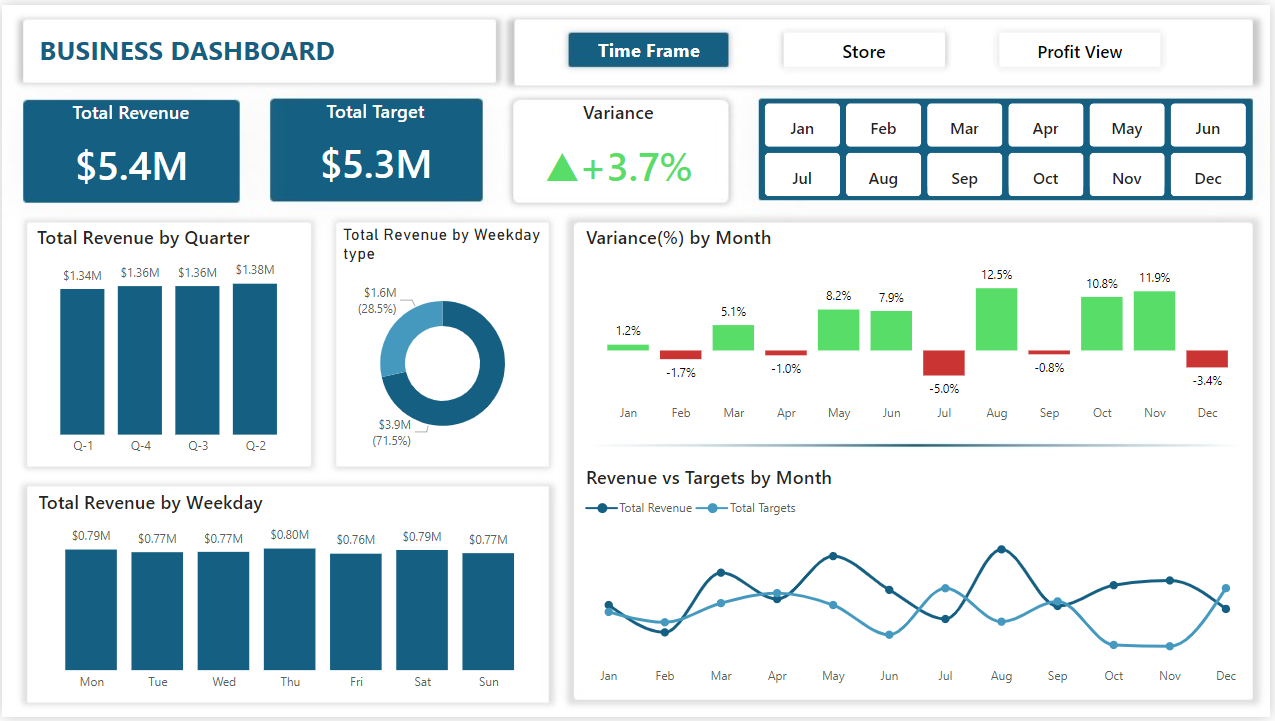 BUSINESS DASHBOARD
Time Frame
Store
Profit View
Total Revenue
$5.4M
Total Target
$5.3M
Variance
▲+3.7%
Jan Feb Mar Apr May Jun
Jul Aug Sep Oct Nov Dec
Total Revenue by Quarter
$1.34M $1.36M $1.36M $1.38M
Q-1 Q-4 Q-3 Q-2
Total Revenue by Weekday
type
$1.6M
(28.5%)
$3.9M
(71.5%)
Variance(%) by Month
1.2% -1.7% 5.1% -1.0% 8.2% 7.9% -5.0% 12.5% -0.8% 10.8% 11.9% -3.4%
Jan Feb Mar Apr May Jun Jul Aug Sep Oct Nov Dec
Total Revenue by Weekday
$0.79M $0.77M $0.77M $0.80M $0.76M $0.79M $0.77M
Mon Tue Wed Thu Fri Sat Sun
Revenue vs Targets by Month
Total Revenue Total Targets
Jan Feb Mar Apr May Jun Jul Aug Sep Oct Nov Dec